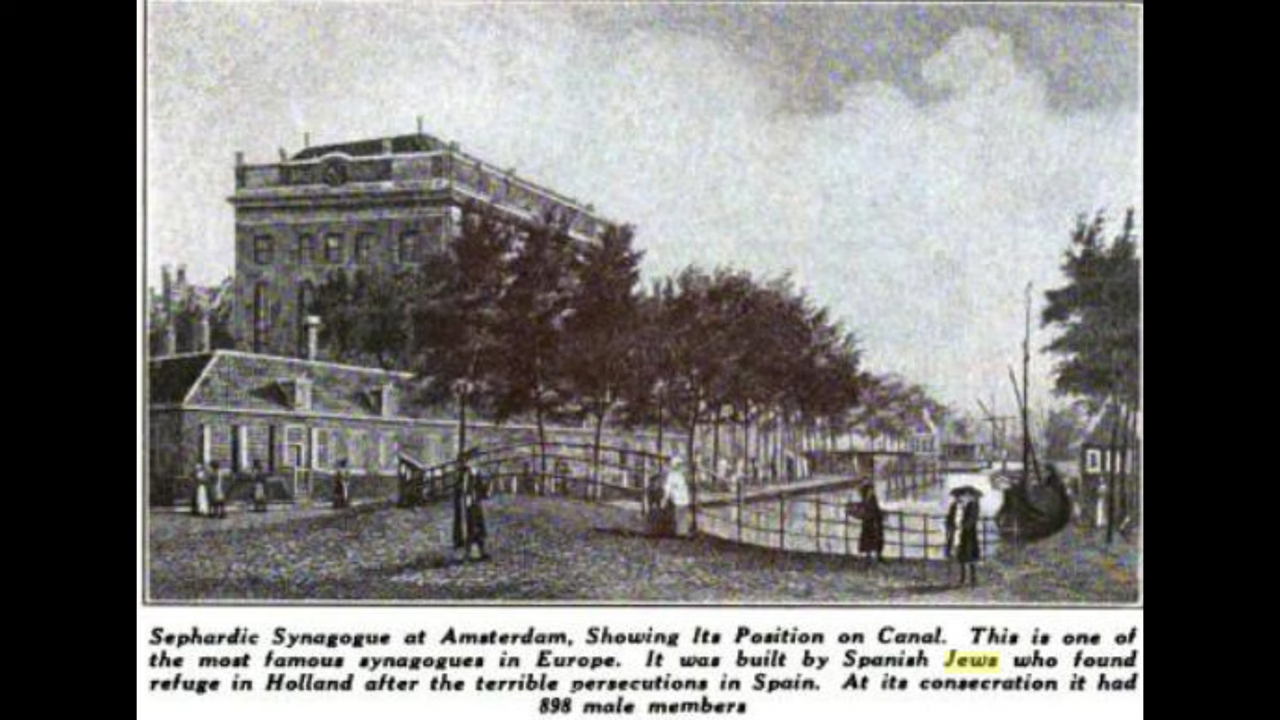 Sephardic Synagogue at Amsterdam, Showing Its Position on Canal. This is one of
the most famous synagogues in Europe. It was built by Spanish Jews who found
refuge in Holland after the terrible persecutions in Spain. At its consecration it had
898 male members